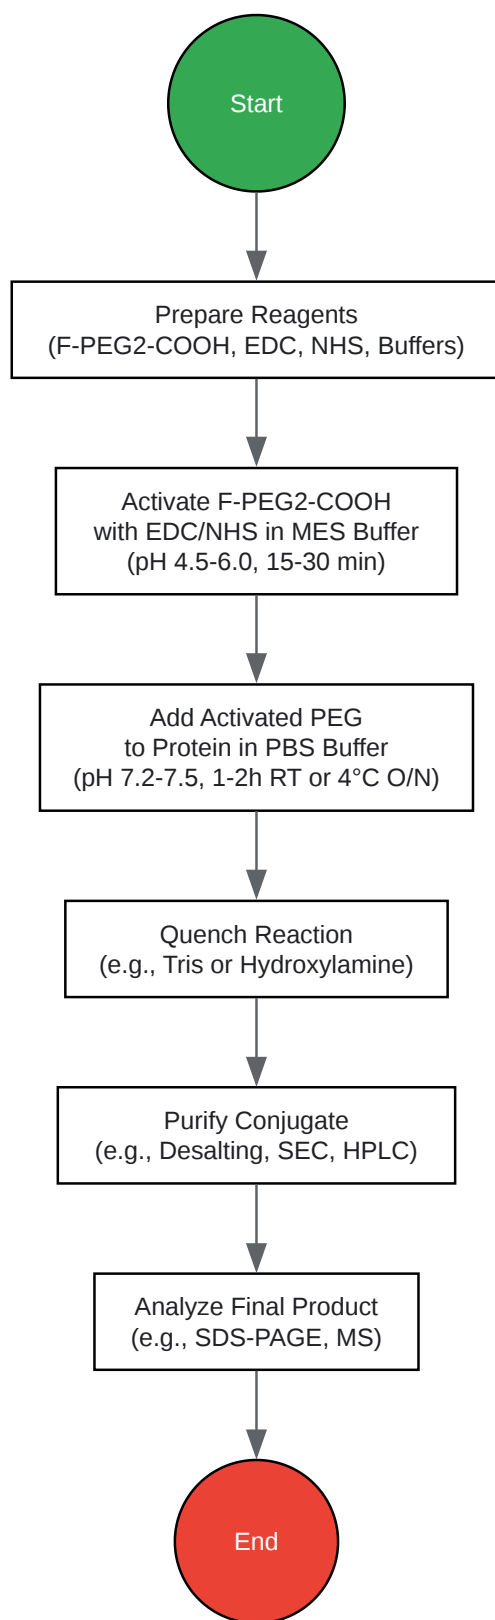 Start
Prepare Reagents
(F-PEG2-COOH, EDC, NHS, Buffers)
Activate F-PEG2-COOH
with EDC/NHS in MES Buffer
(pH 4.5-6.0, 15-30 min)
Add Activated PEG
to Protein in PBS Buffer
(pH 7.2-7.5, 1-2h RT or 4°C O/N)
Quench Reaction
(e.g., Tris or Hydroxylamine)
Purify Conjugate
(e.g., Desalting, SEC, HPLC)
Analyze Final Product
(e.g., SDS-PAGE, MS)
End